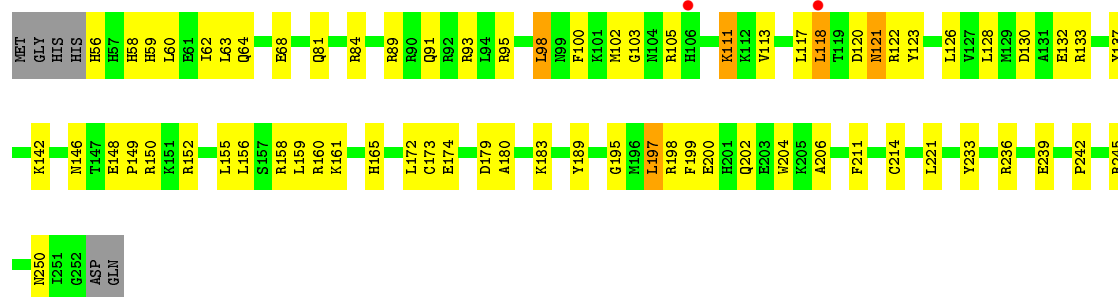 MET GLY HIS HIS H56 H57 H58 H59 L60 E61 I62 L63 Q64 E68 Q81 R84 R89 R90 Q91 R92 R93 L94 R95 L98 N99 F100 K101 M102 G103 N104 R105 H106 K111 K112 V113 L117 L118 T119 D120 N121 R122 Y123 L126 V127 L128 M129 D130 A131 E132 R133 Y137
K142 N146 T147 E148 P149 R150 K151 R152 L155 L156 S157 R158 L159 R160 K161 H165 L172 C173 E174 D179 A180 K183 Y189 G195 M196 L197 R198 F199 E200 H201 Q202 E203 W204 K205 A206 F211 C214 L221 Y233 R236 E239 P242 R245
N250 I251 G252 ASP GLN